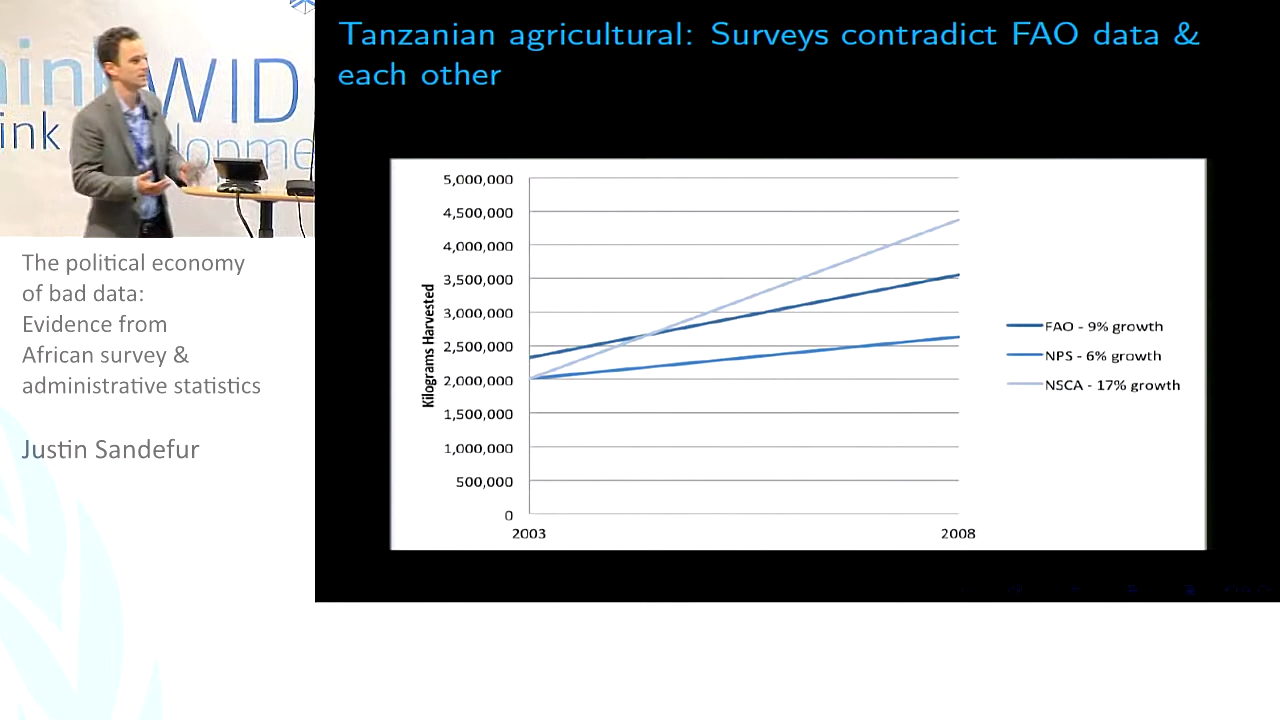 Tanzanian agricultural: Surveys contradict FAO data &
each other
WID
ink
lopme
The political economy
of bad data:
Evidence from
African survey &
administrative statistics
Justin Sandefur
5,000,000
4,500,000
4,000,000
3,500,000
3,000,000
2,500,000
2,000,000
1,500,000
1,000,000
500,000
0
Kilograms Harvested
2003
2008
FAO - 9% growth
NPS - 6% growth
NSCA - 17% growth